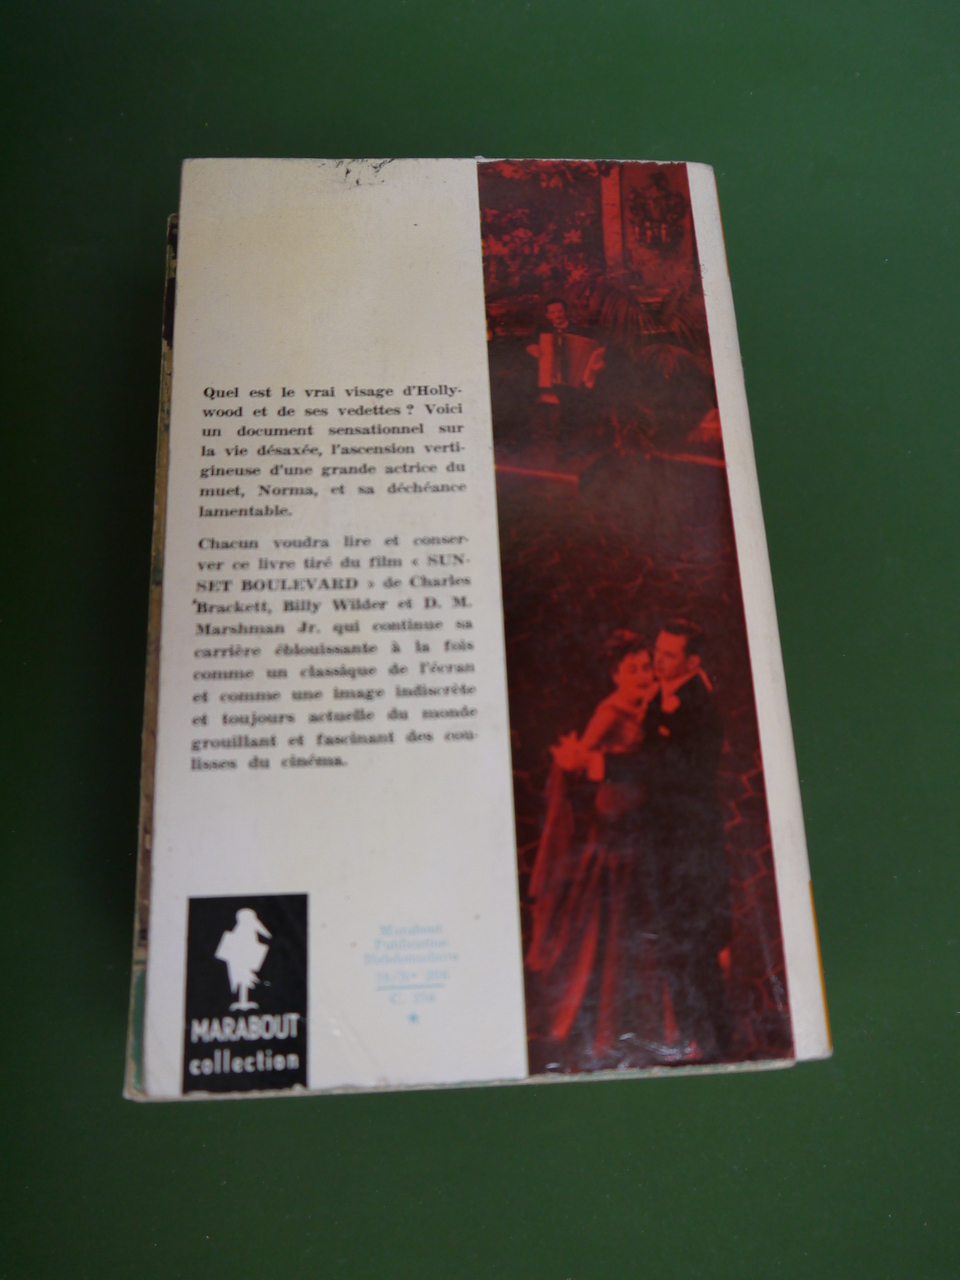 Quel est le vrai visage d'Holly-
wood et de ses vedettes ? Voici
un document sensationnel sur
la vie désaxée, l'ascension verti-
gineuse d'une grande actrice du
muet, Norma, et sa déchéance
lamentable.
Chacun voudra lire et conser-
ver ce livre tiré du film « SUN-
SET BOULEVARD » de Charles
Brackett, Billy Wilder et D. M.
Marshman Jr. qui continue sa
carrière éblouissante à la fois
comme un classique de l'écran
et comme une image indiscrète
et toujours actuelle du monde
grouillant et fascinant des cou-
lisses du cinéma.
MARABOUT
collection
Marabout
Publication
Hebdomadaire